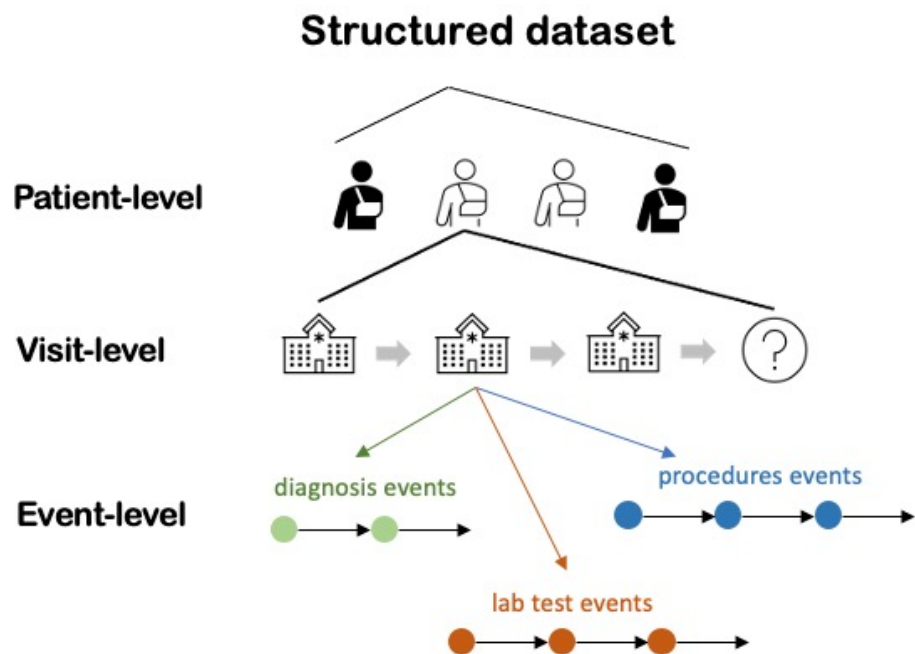 Structured dataset
Patient-level
Visit-level
?
diagnosis events
procedures events
Event-level
lab test events